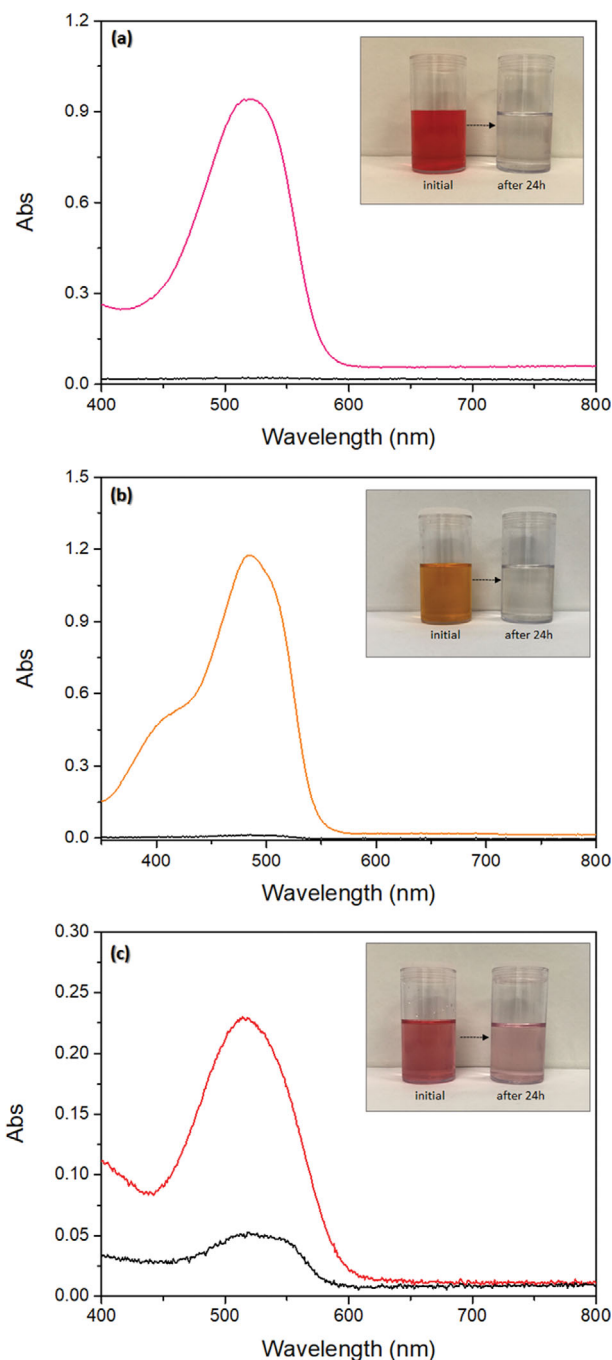 (a)
1.2
0.9
0.6
0.3
0.0
Abs
initial after 24h
400 500 600 700 800
Wavelength (nm)
(b)
1.5
1.2
0.9
0.6
0.3
0.0
Abs
initial after 24h
400 500 600 700 800
Wavelength (nm)
(c)
0.30
0.25
0.20
0.15
0.10
0.05
0.00
Abs
initial after 24h
400 500 600 700 800
Wavelength (nm)